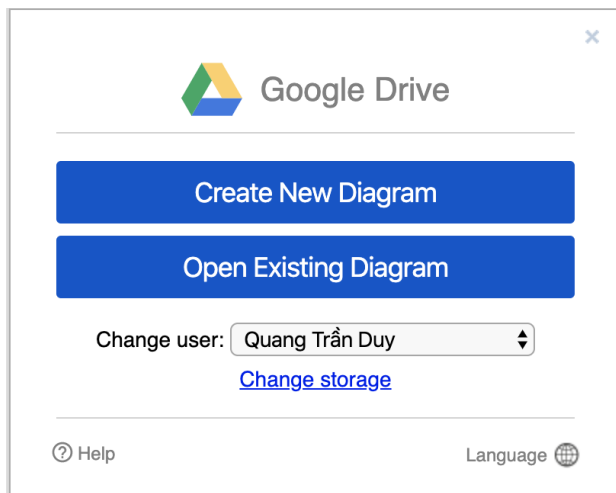 Google Drive
Create New Diagram
Open Existing Diagram
Change user: Quang Trần Duy
Change storage
Help
Language